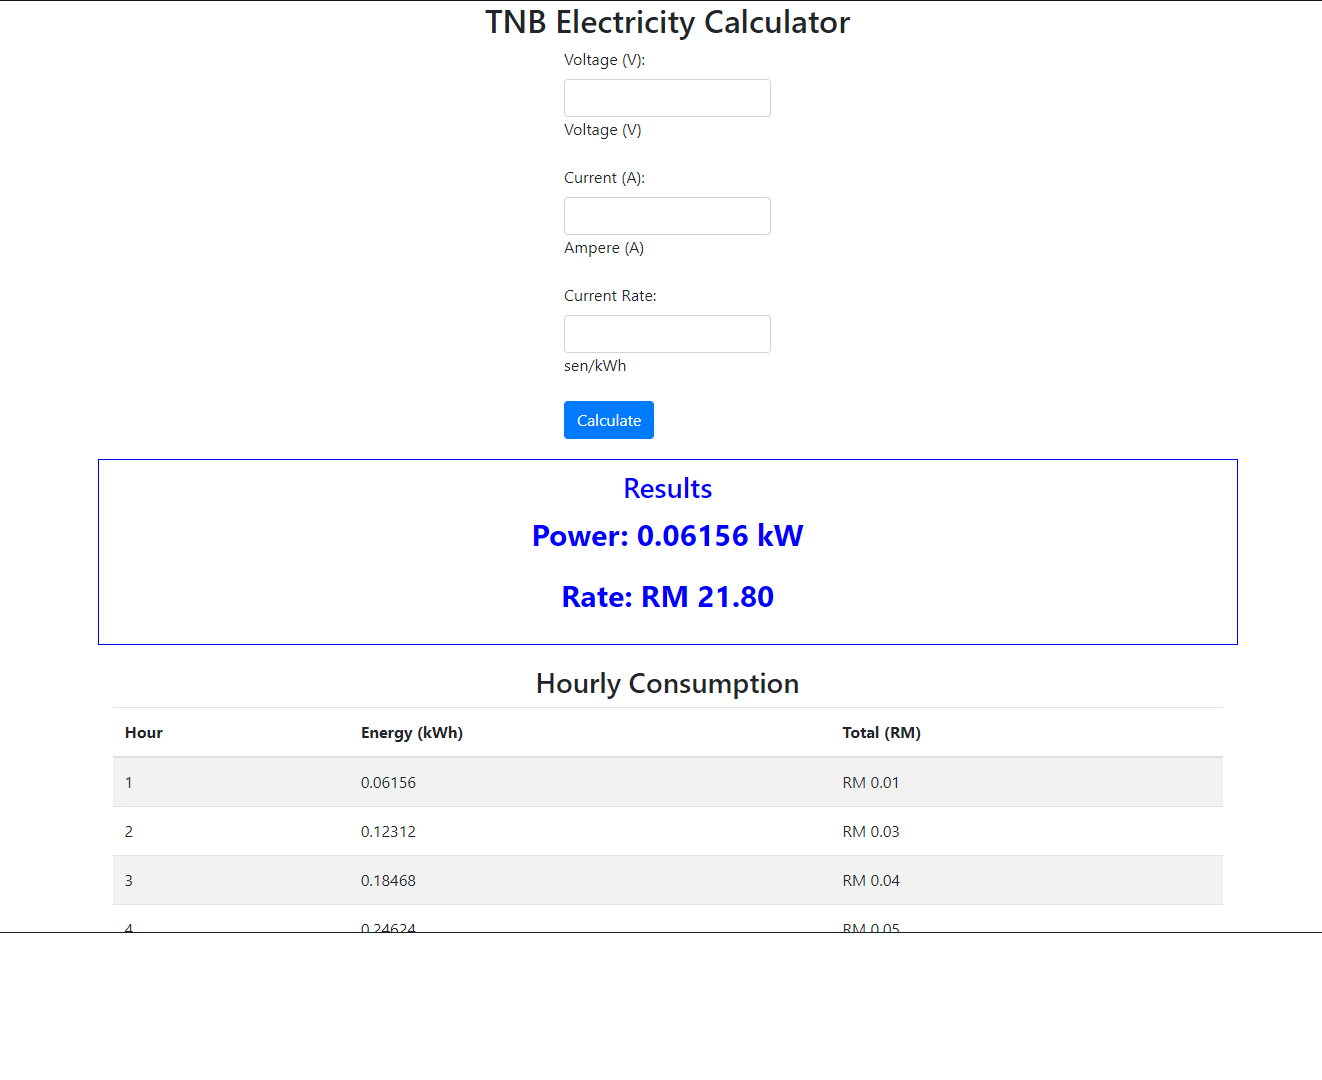 TNB Electricity Calculator
Voltage (V):
Voltage (V)
Current (A):
Ampere (A)
Current Rate:
sen/kWh
Calculate
Results
Power: 0.06156 kW
Rate: RM 21.80
Hourly Consumption
Hour Energy (kWh) Total (RM)
1 0.06156 RM 0.01
2 0.12312 RM 0.03
3 0.18468 RM 0.04
4 0.24624 RM 0.05